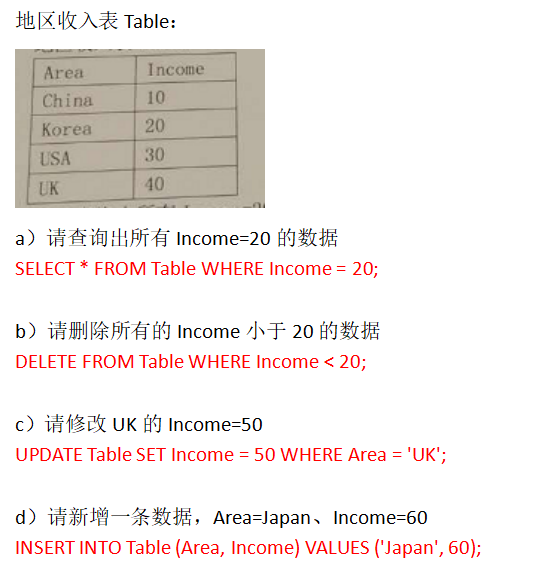 地区收入表 Table：
Area Income
China 10
Korea 20
USA 30
UK 40
a）请查询出所有 Income=20 的数据
SELECT * FROM Table WHERE Income = 20;
b）请删除所有的 Income 小于 20 的数据
DELETE FROM Table WHERE Income < 20;
c）请修改 UK 的 Income=50
UPDATE Table SET Income = 50 WHERE Area = 'UK';
d）请新增一条数据，Area=Japan、Income=60
INSERT INTO Table (Area, Income) VALUES ('Japan', 60);